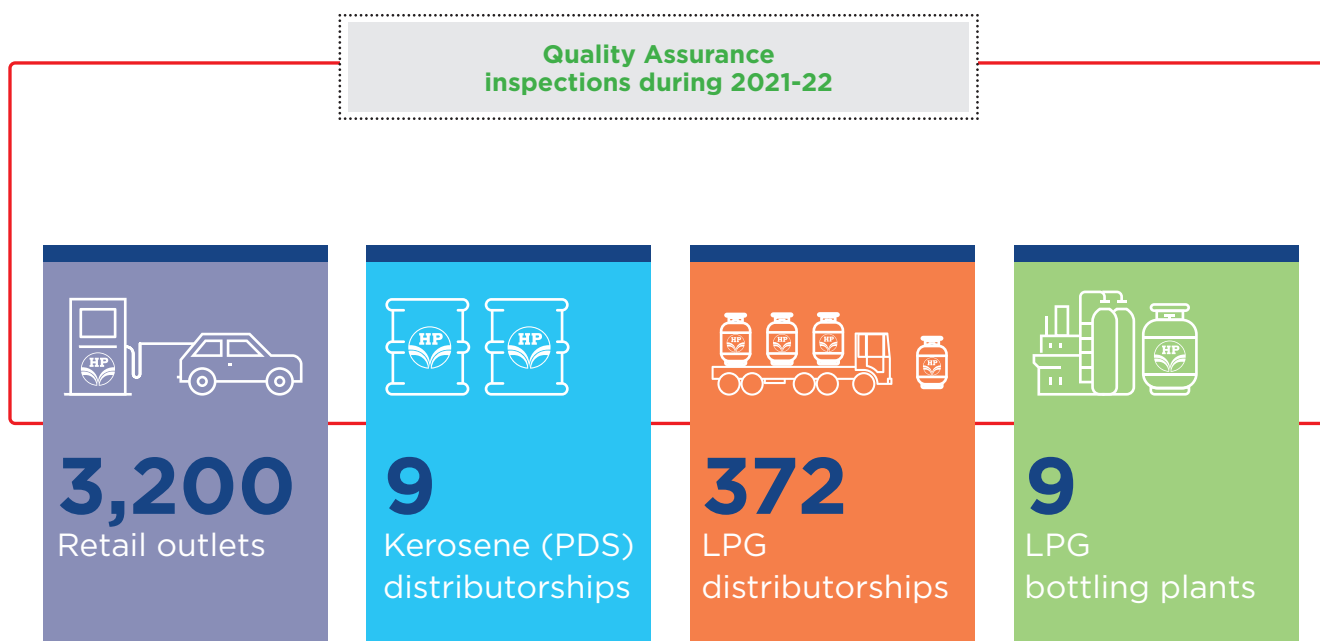 Quality Assurance
inspections during 2021-22
HP
HP
HP
HP
HP
HP
HP
HP
3,200
Retail outlets
9
Kerosene (PDS)
distributorships
372
LPG
distributorships
9
LPG
bottling plants